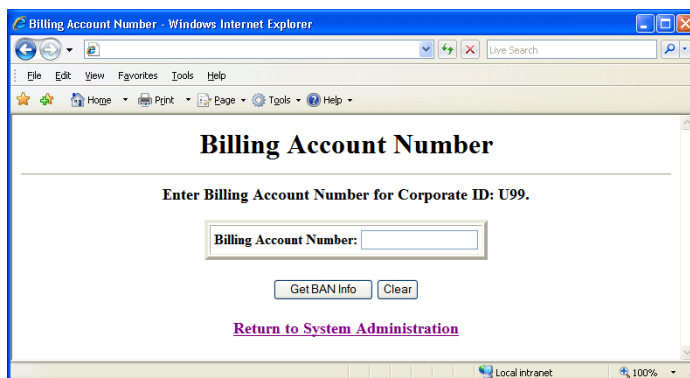 Billing Account Number - Windows Internet Explorer
Live Search
File Edit View Favorites Tools Help
Home Print Page Tools Help
Billing Account Number
Enter Billing Account Number for Corporate ID: U99.
Billing Account Number:
Get BAN Info Clear
Return to System Administration
Local intranet 100%